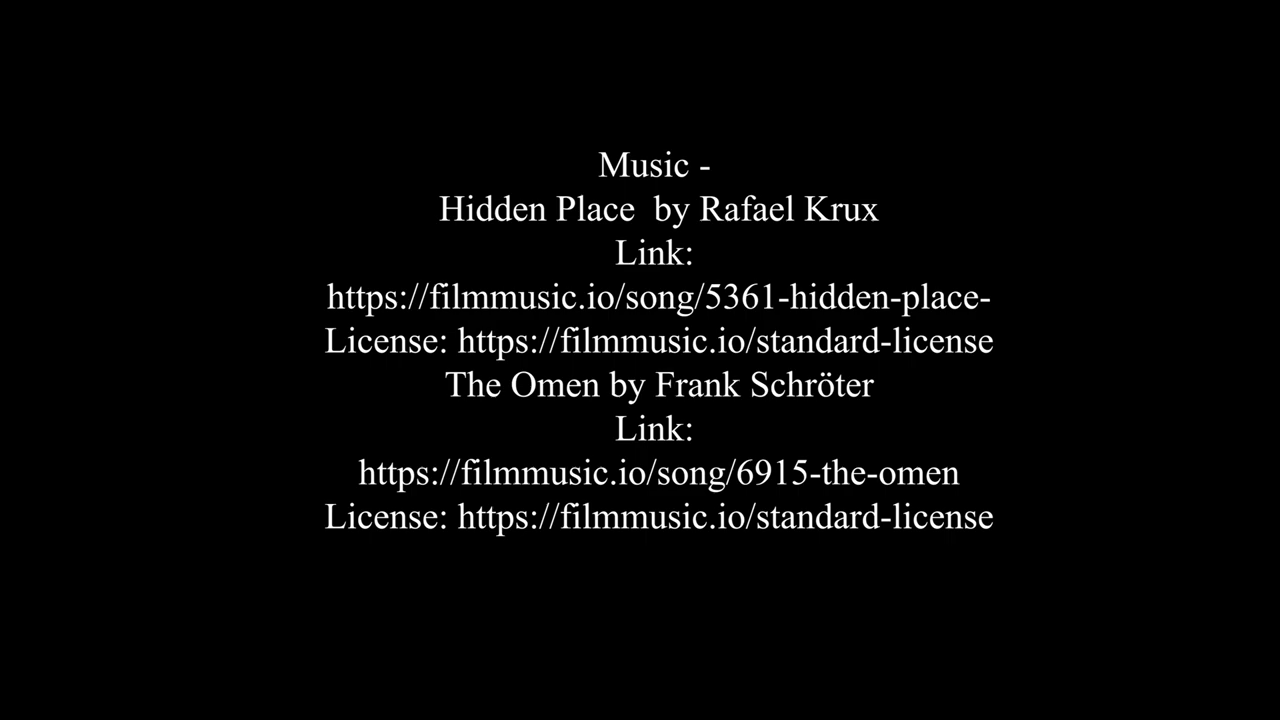 Music -
Hidden Place  by Rafael Krux
Link:
https://filmmusic.io/song/5361-hidden-place-
License: https://filmmusic.io/standard-license
The Omen by Frank Schröter
Link:
https://filmmusic.io/song/6915-the-omen
License: https://filmmusic.io/standard-license